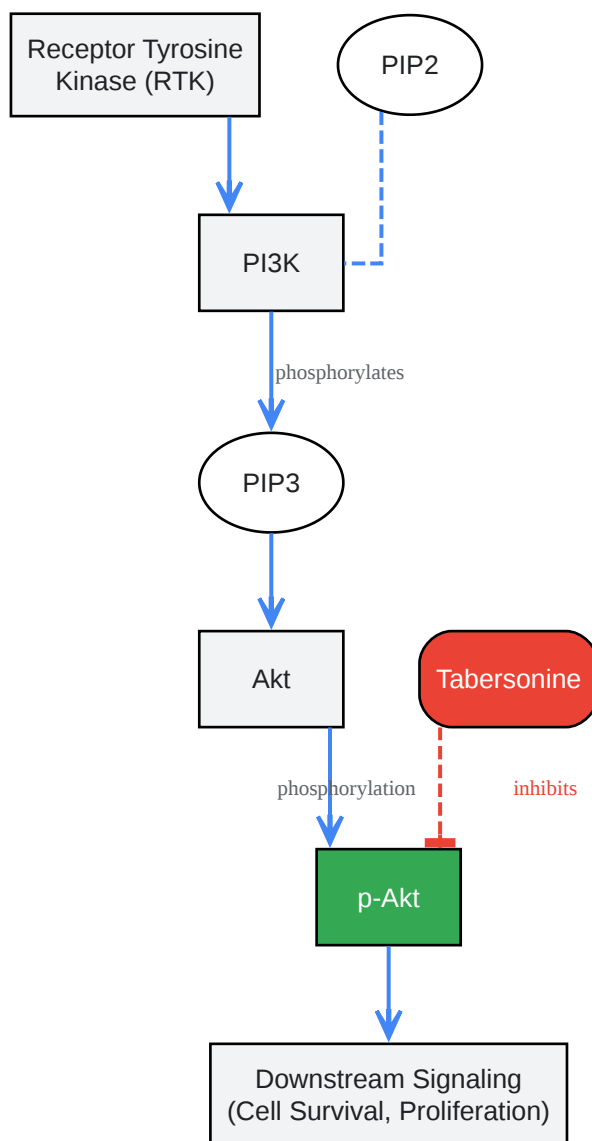 Receptor Tyrosine
Kinase (RTK)
PIP2
PI3K
phosphorylates
PIP3
Akt
Tabersonine
phosphorylation
inhibits
p-Akt
Downstream Signaling
(Cell Survival, Proliferation)